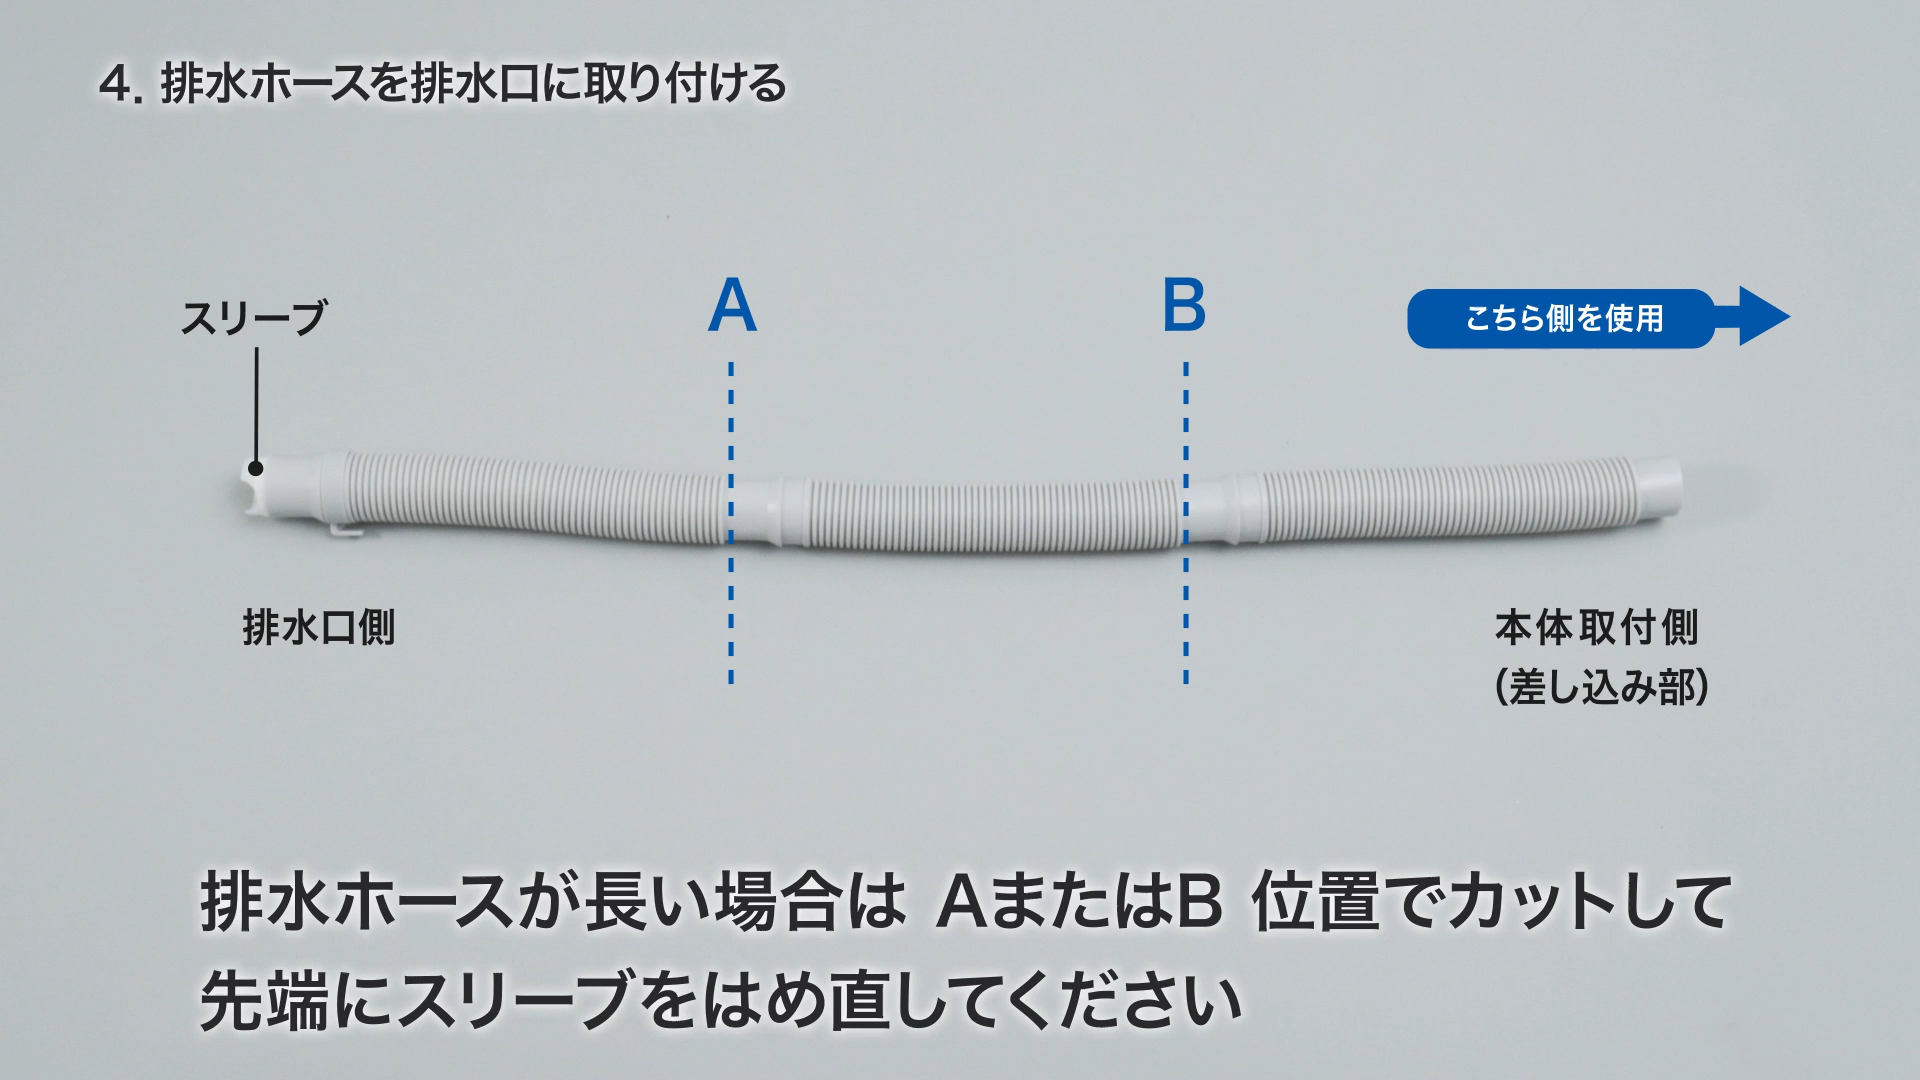 4. 排水ホースを排水口に取り付ける
スリーブ
A
B
こちら側を使用
排水口側
本体取付側
（差し込み部）
排水ホースが長い場合は AまたはB 位置でカットして
先端にスリーブをはめ直してください